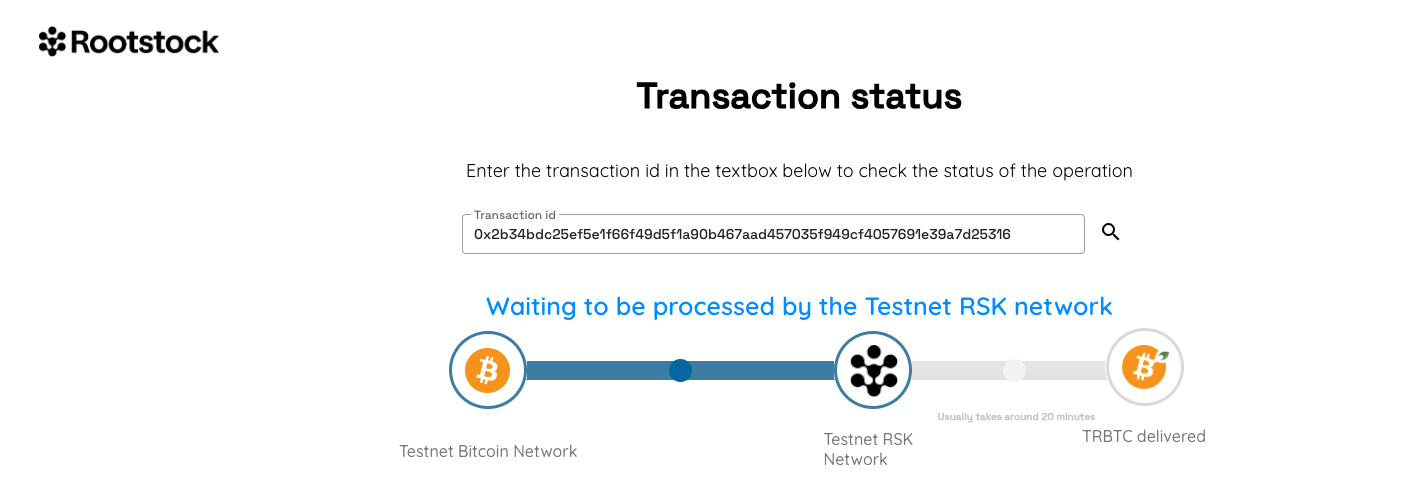 Rootstock
Transaction status
Enter the transaction id in the textbox below to check the status of the operation
Transaction id
0x2b34bdc25ef5e1f66f49d5f1a90b467aad457035f949cf4057691e39a7d25316
Waiting to be processed by the Testnet RSK network
Usually takes around 20 minutes
Testnet Bitcoin Network
Testnet RSK
Network
TRBTC delivered